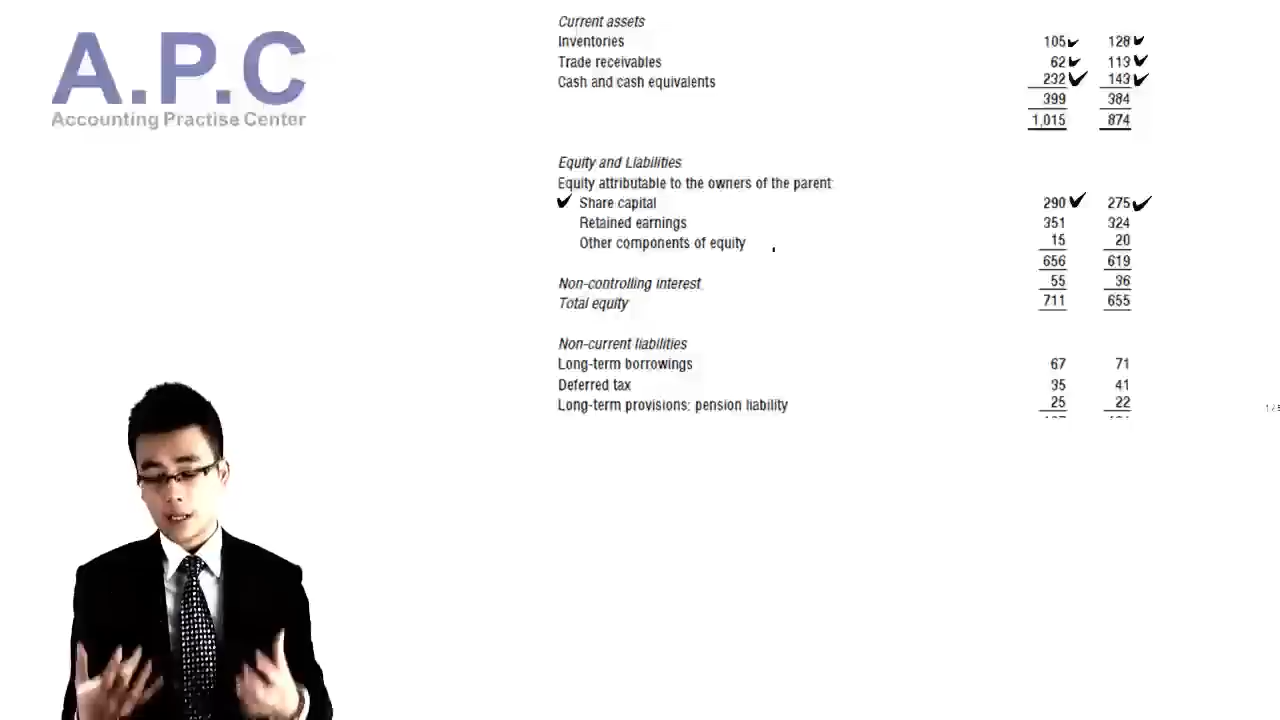 A.P.C
Accounting Practise Center
Current assets
Inventories 105 128
Trade receivables 62 113
Cash and cash equivalents 232 143
399 384
1,015 874
Equity and Liabilities
Equity attributable to the owners of the parent
Share capital 290 275
Retained earnings 351 324
Other components of equity 15 20
656 619
Non-controlling interest 55 36
Total equity 711 655
Non-current liabilities
Long-term borrowings 67 71
Deferred tax 35 41
Long-term provisions: pension liability 25 22